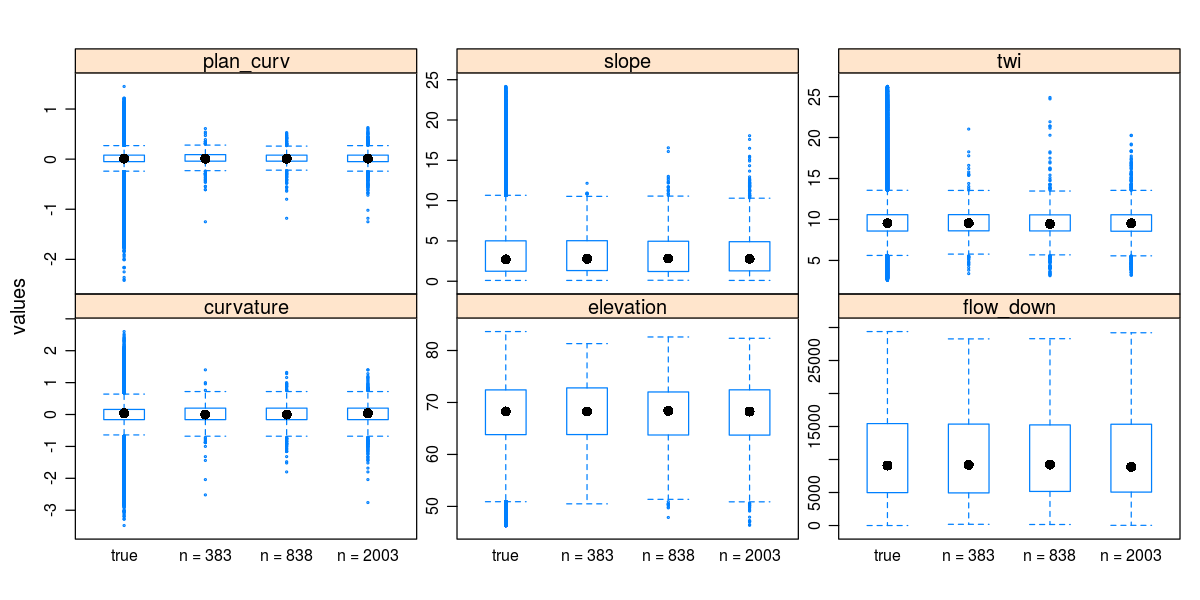 plan_curv
slope
twi
1
0
-1
-2
25
20
15
10
5
0
25
20
15
10
5
values
curvature
elevation
flow_down
2
1
0
-1
-2
-3
80
70
60
50
25000
15000
5000
0
true n = 383 n = 838 n = 2003
true n = 383 n = 838 n = 2003
true n = 383 n = 838 n = 2003